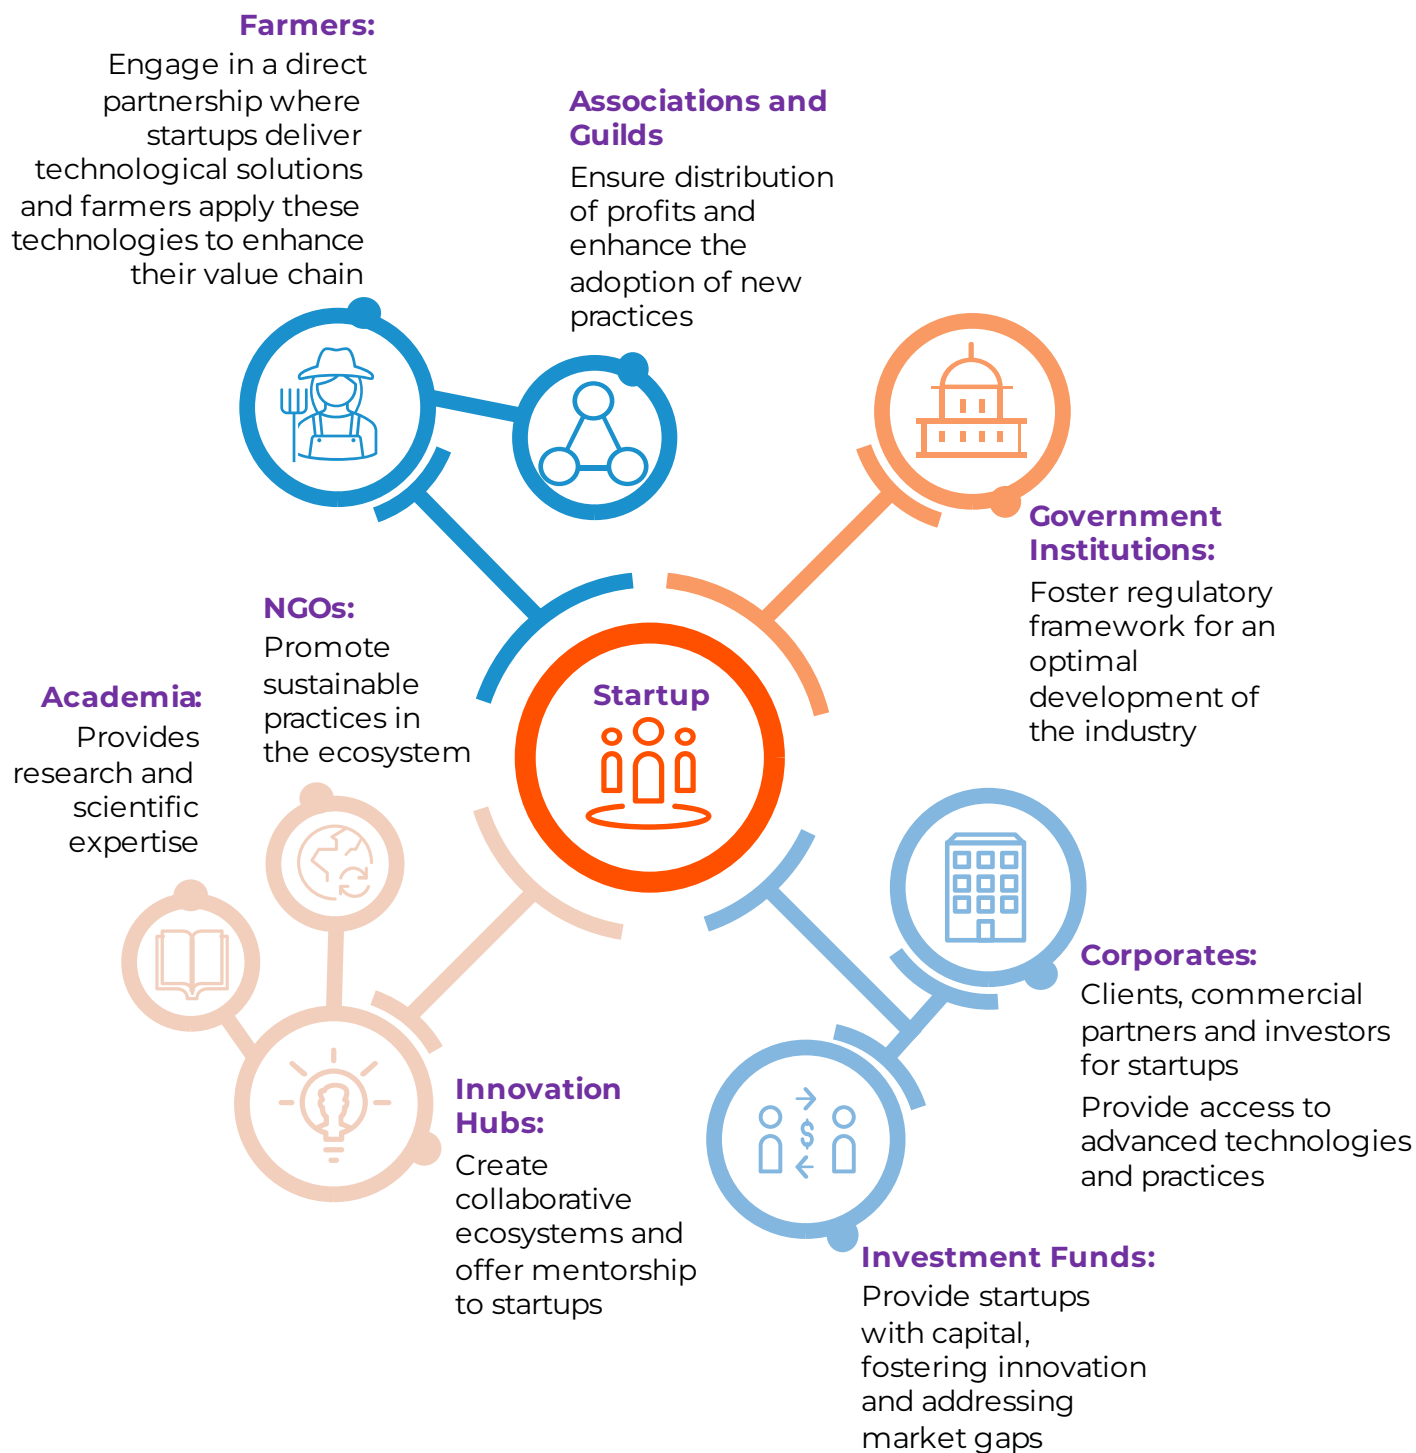 Farmers:
Engage in a direct
partnership where
startups deliver
technological solutions
and farmers apply these
technologies to enhance
their value chain
Associations and
Guilds
Ensure distribution
of profits and
enhance the
adoption of new
practices
Government
Institutions:
Foster regulatory
framework for an
optimal
development of
the industry
NGOs:
Promote
sustainable
practices in
the ecosystem
Academia:
Provides
research and
scientific
expertise
Startup
Corporates:
Clients, commercial
partners and investors
for startups
Provide access to
advanced technologies
and practices
Innovation
Hubs:
Create
collaborative
ecosystems and
offer mentorship
to startups
$
Investment Funds:
Provide startups
with capital,
fostering innovation
and addressing
market gaps